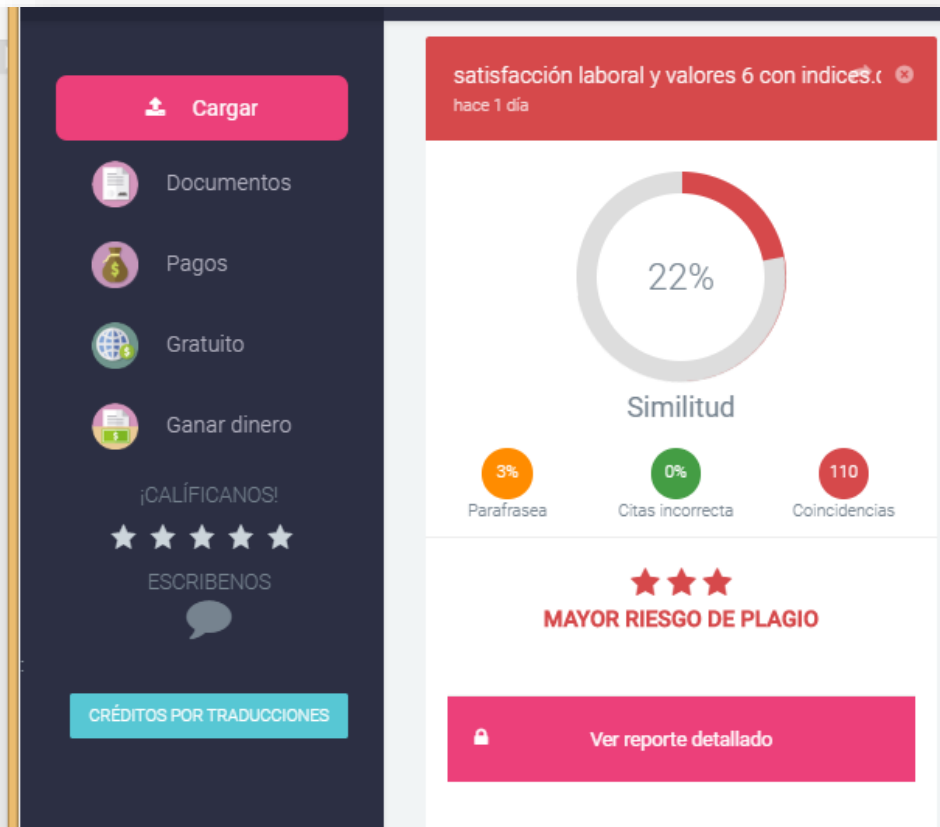 Cargar
Documentos
Pagos
Gratuito
Ganar dinero
¡CALÍFICANOS!
ESCRIBENOS
CRÉDITOS POR TRADUCCIONES
satisfacción laboral y valores 6 con indices.
hace 1 día
22%
Similitud
3%
Parafrasea
0%
Citas incorrecta
110
Coincidencias
MAYOR RIESGO DE PLAGIO
Ver reporte detallado